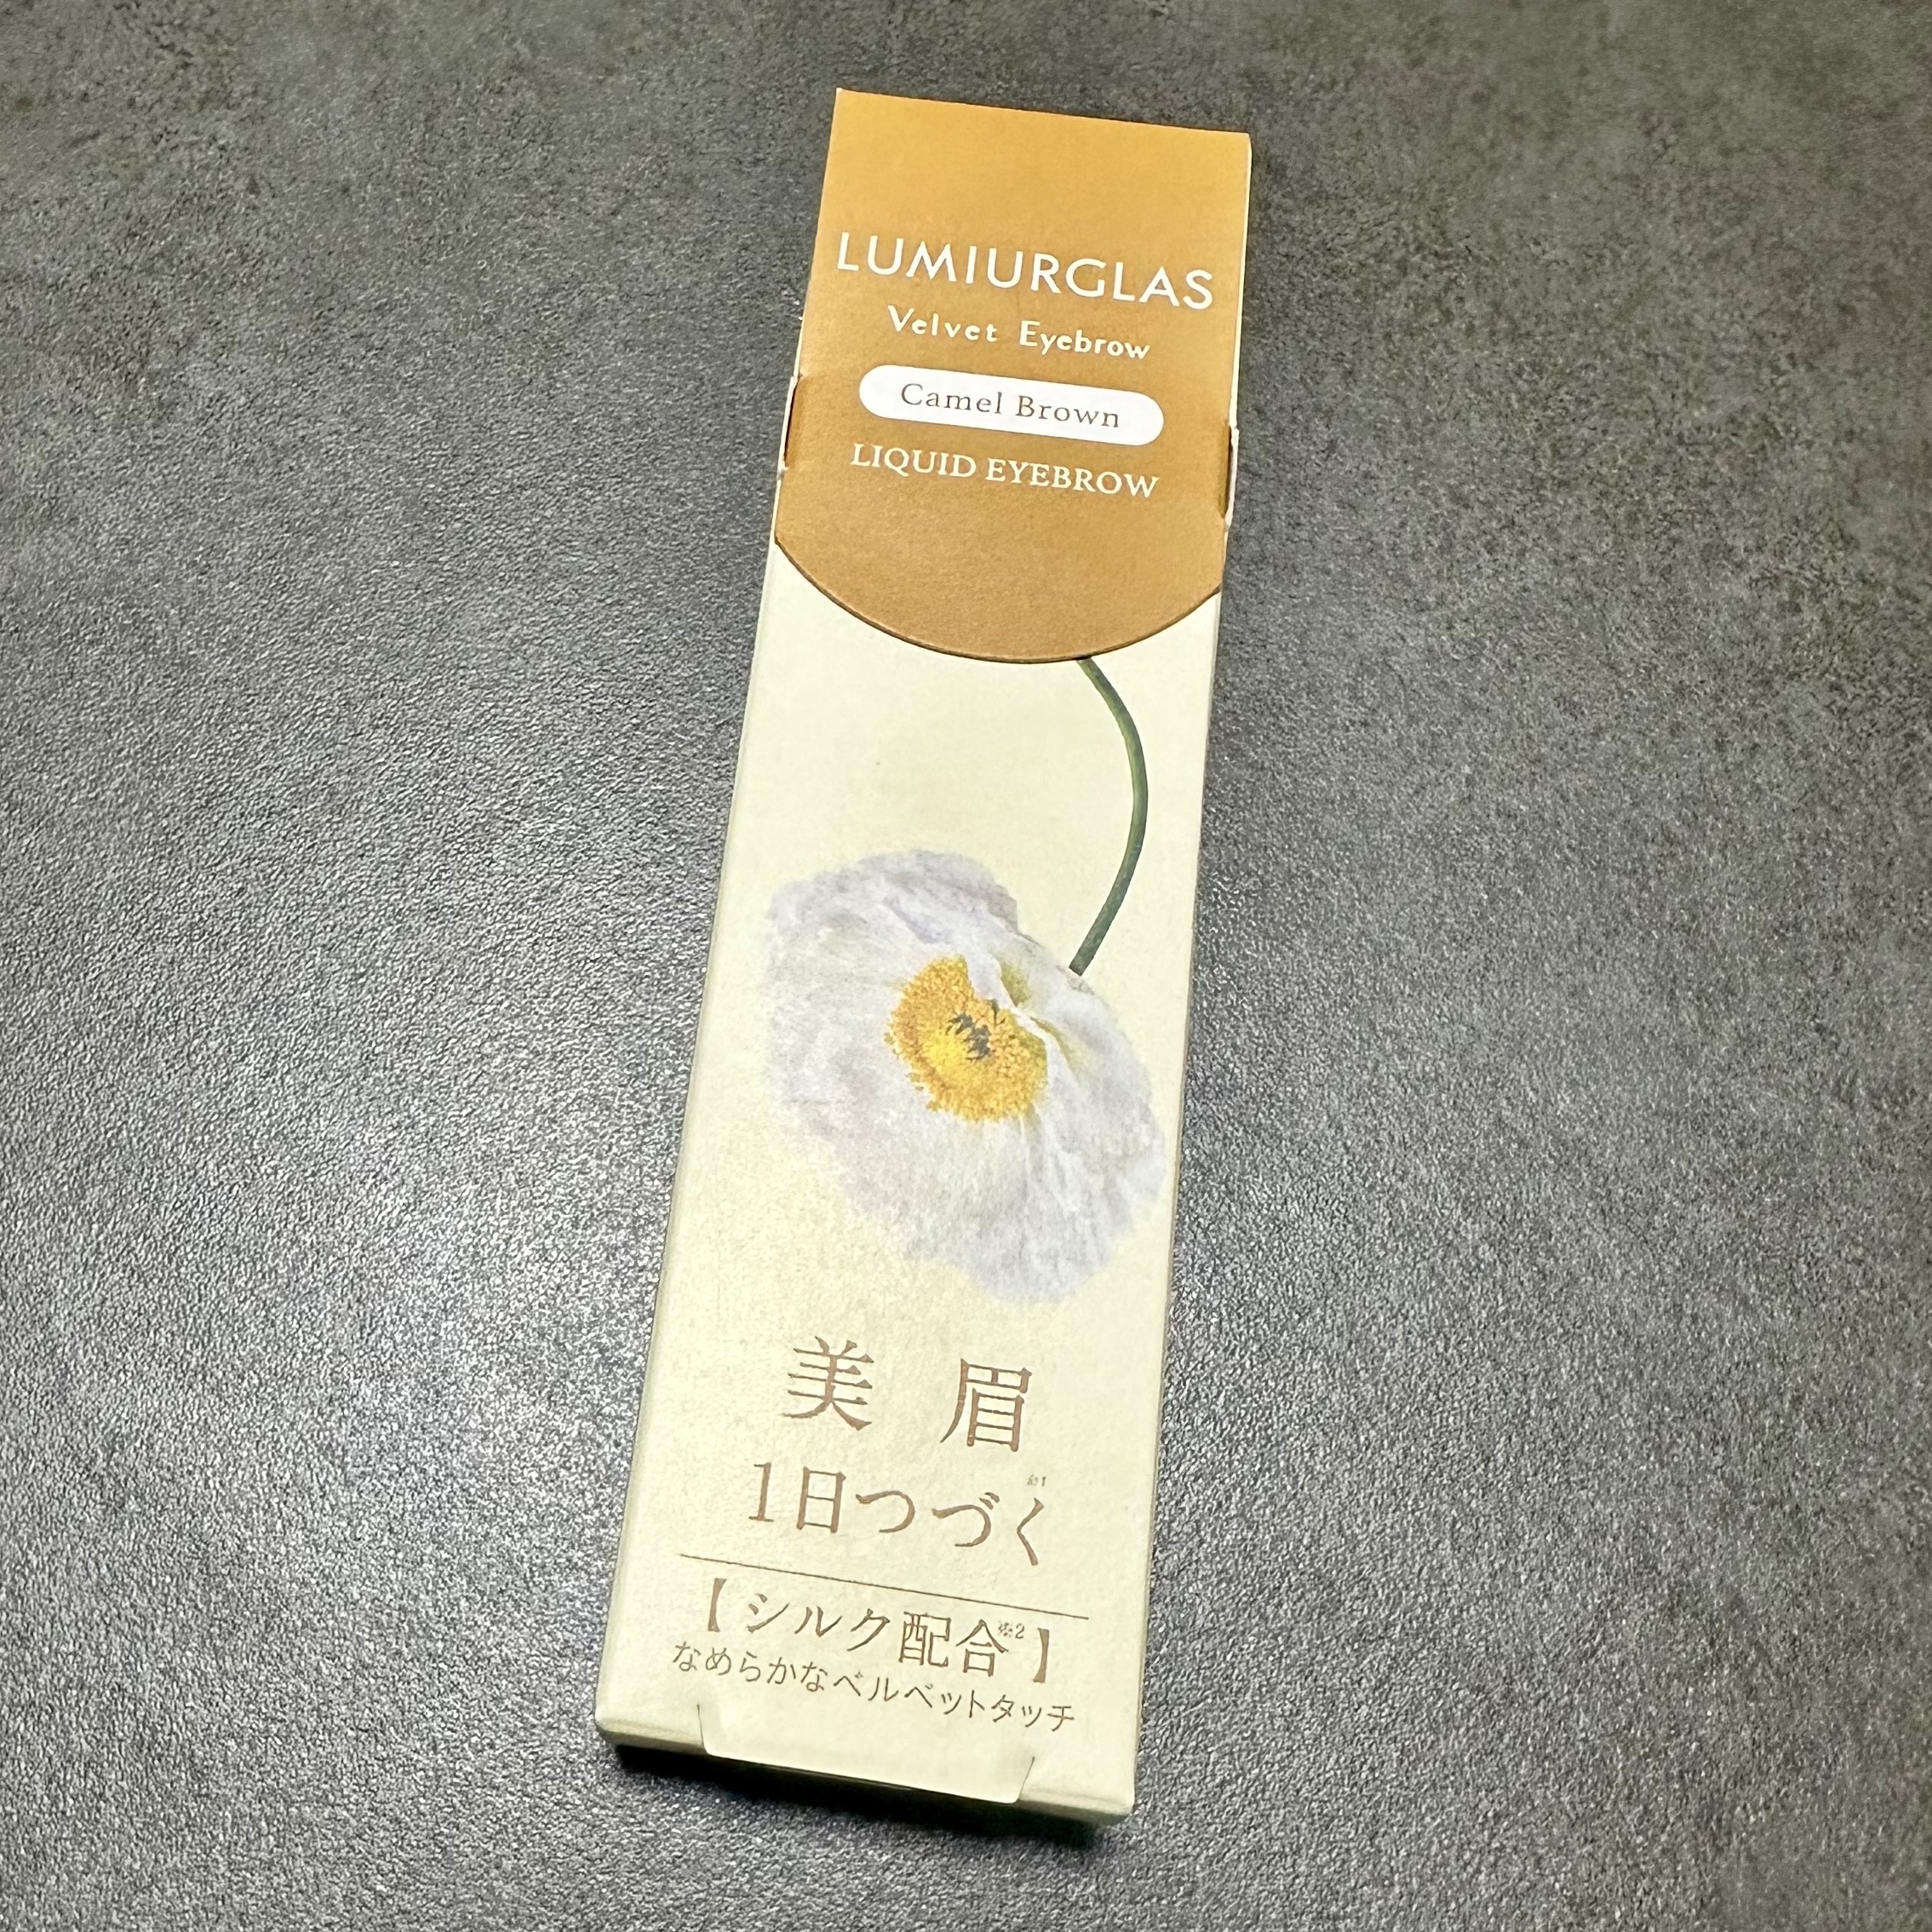 LUMIURGLAS
Velvet Eyebrow
Camel Brown
LIQUID EYEBROW
美眉
1日つづく※1
【シルク配合※2】
なめらかなベルベットタッチ